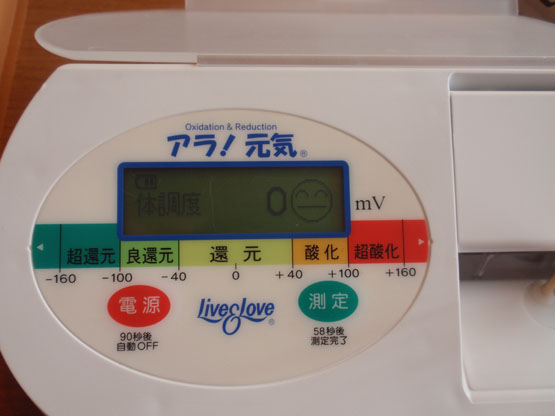 Oxidation & Reduction
アラ!元気®
体調度 0 mV
超還元 良還元 還元 酸化 超酸化
-160 -100 -40 0 +40 +100 +160
電源 Live&love® 測定
90秒後 58秒後
自動OFF 測定完了